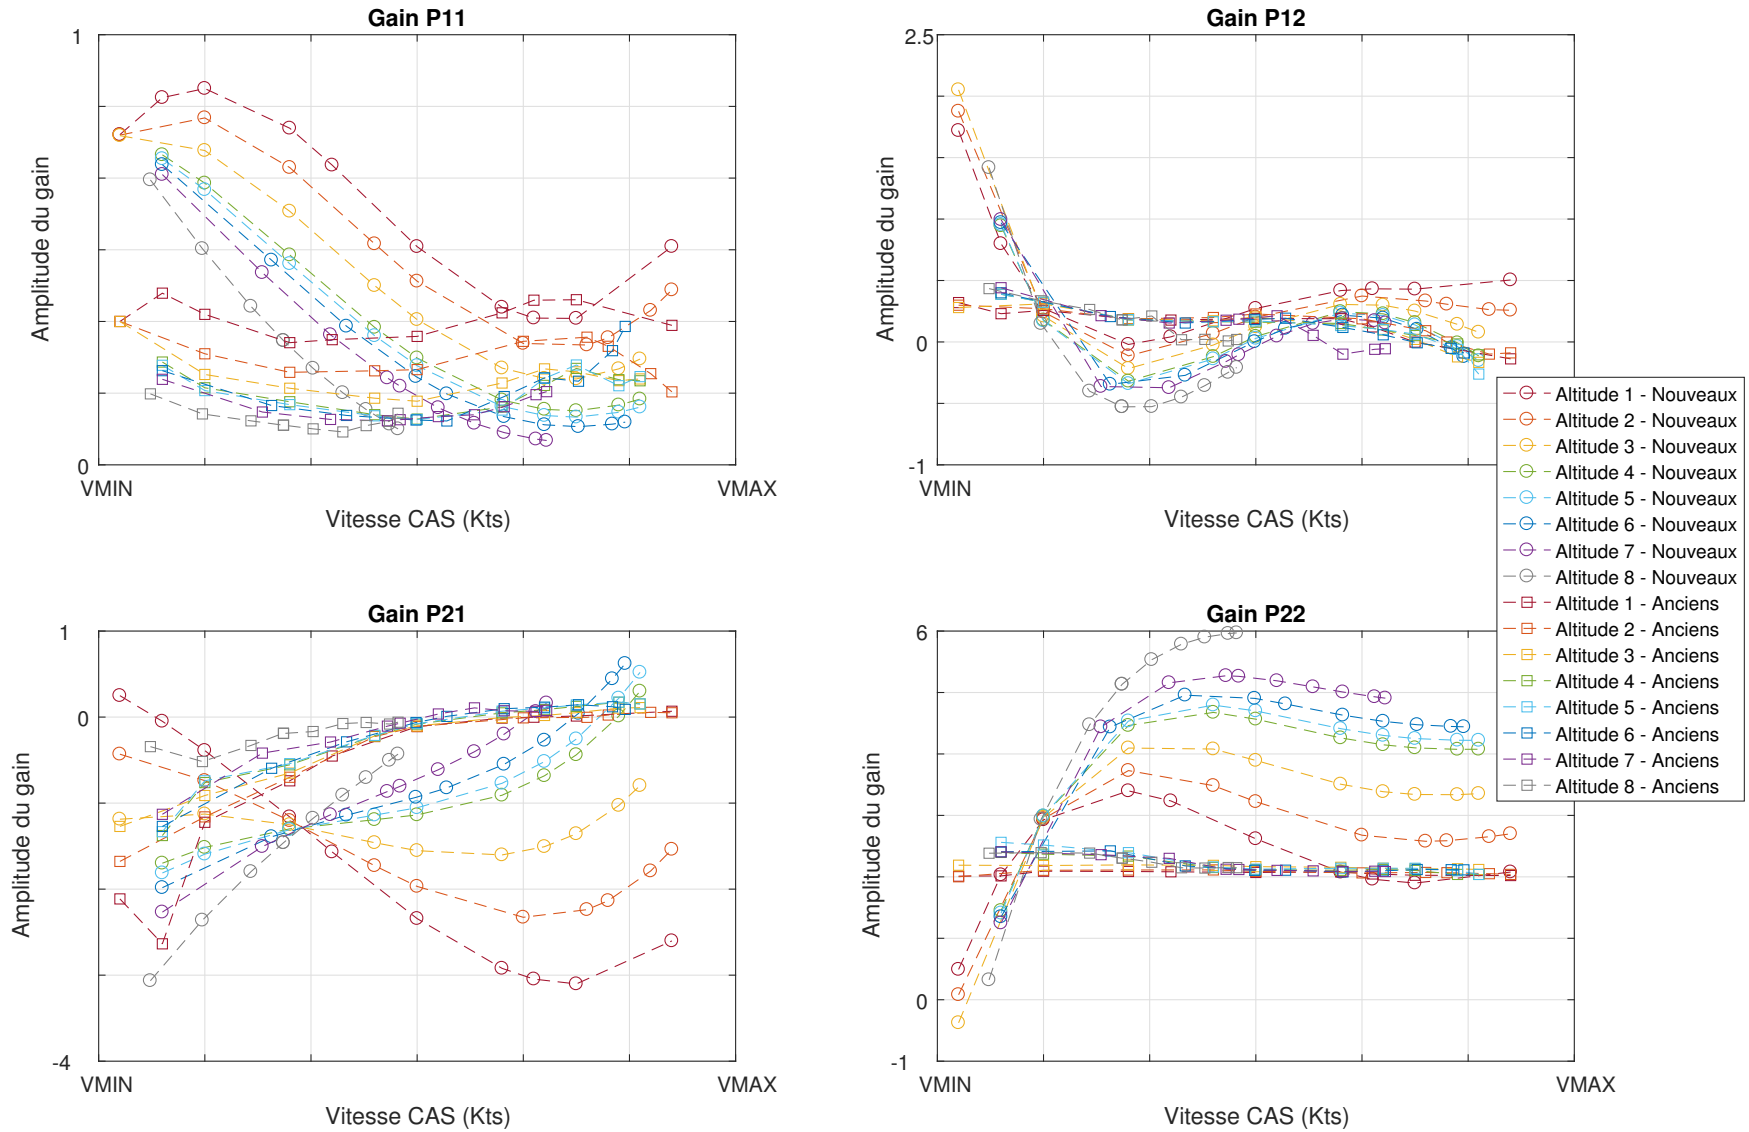 Gain P11
1
0
Amplitude du gain
VMIN
VMAX
Vitesse CAS (Kts)
Gain P12
2.5
0
-1
Amplitude du gain
VMIN
VMAX
Vitesse CAS (Kts)
Gain P21
1
0
-4
Amplitude du gain
VMIN
VMAX
Vitesse CAS (Kts)
Gain P22
6
0
-1
Amplitude du gain
VMIN
VMAX
Vitesse CAS (Kts)
Altitude 1 - Nouveaux
Altitude 2 - Nouveaux
Altitude 3 - Nouveaux
Altitude 4 - Nouveaux
Altitude 5 - Nouveaux
Altitude 6 - Nouveaux
Altitude 7 - Nouveaux
Altitude 8 - Nouveaux
Altitude 1 - Anciens
Altitude 2 - Anciens
Altitude 3 - Anciens
Altitude 4 - Anciens
Altitude 5 - Anciens
Altitude 6 - Anciens
Altitude 7 - Anciens
Altitude 8 - Anciens